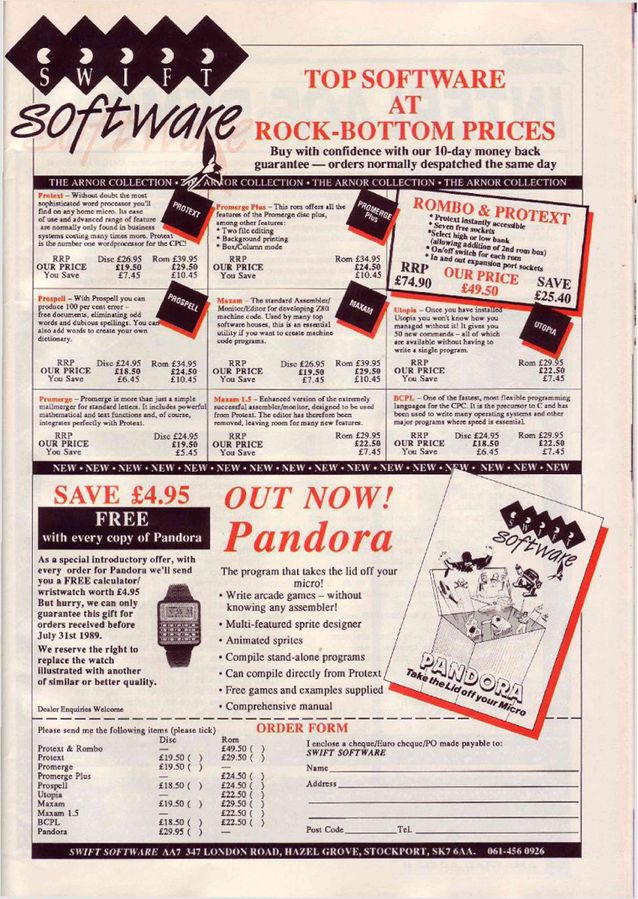 SWIFT
software
TOP SOFTWARE
AT
ROCK-BOTTOM PRICES
Buy with confidence with our 10-day money back
guarantee — orders normally despatched the same day
THE ARNOR COLLECTION • ARNOR COLLECTION • THE ARNOR COLLECTION • THE ARNOR COLLECTION
Protext – Without doubt the most
sophisticated word processor you'll
find on any home micro. Its ease
of use and advanced range of feature
are normally only found in business
systems costing many times more. Protext
is the number one wordprocessor for the CPC!
PROTEXT
RRP Disc £26.95 Rom £39.95
OUR PRICE £19.50 £29.50
You Save £7.45 £10.45
Promerge Plus – This rom offers all the
features of the Promerge disc plus,
among other features:
* Two file editing
* Background printing
* Box/Column mode
PROMERGE
Plus
RRP Rom £34.95
OUR PRICE £24.50
You Save £10.45
ROMBO & PROTEXT
* Protext instantly accessible
* Seven free sockets
*Select high or low bank
(allowing addition of 2nd rom box)
* On/off switch for each rom
* In and out expansion port sockets
RRP OUR PRICE SAVE
£74.90 £49.50 £25.40
Prospell – With Prospell you can
produce 100 per cent error –
free documents, eliminating odd
words and dubious spellings. You can
also add words to create your own
dictionary.
PROSPELL
RRP Disc £24.95 Rom £34.95
OUR PRICE £18.50 £24.50
You Save £6.45 £10.45
Maxam – The standard Assembler/
Monitor/Editor for developing Z80
machine code. Used by many top
software houses, this is an essential
utility if you want to create machine
code programs.
MAXAM
RRP Disc £26.95 Rom £39.95
OUR PRICE £19.50 £29.50
You Save £7.45 £10.45
Utopia – Once you have installed
Utopia you won't know how you
managed without it! It gives you
50 new commands – all of which
are available without having to
write a single program.
UTOPIA
RRP Rom £29.95
OUR PRICE £22.50
You Save £7.45
Promerge – Promerge is more than just a simple
mailmerger for standard letters. It includes powerful
mathematical and text functions and, of course,
integrates perfectly with Protext.
RRP Disc £24.95
OUR PRICE £19.50
You Save £5.45
Maxam 1.5 – Enhanced version of the extremely
successful assembler/monitor, designed to be used
from Protext. The editor has therefore been
removed, leaving room for many new features.
RRP Rom £29.95
OUR PRICE £22.50
You Save £7.45
BCPL – One of the fastest, most flexible programming
languages for the CPC. It is the precursor to C and has
been used to write many operating systems and other
major programs where speed is essential.
RRP Disc £24.95 Rom £29.95
OUR PRICE £18.50 £22.50
You Save £6.45 £7.45
NEW • NEW • NEW • NEW • NEW • NEW • NEW • NEW • NEW • NEW • NEW • NEW • NEW • NEW • NEW • NEW
SAVE £4.95
FREE
with every copy of Pandora
As a special introductory offer, with
every order for Pandora we'll send
you a FREE calculator/
wristwatch worth £4.95
But hurry, we can only
guarantee this gift for
orders received before
July 31st 1989.
We reserve the right to
replace the watch
illustrated with another
of similar or better quality.
Dealer Enquiries Welcome
OUT NOW!
Pandora
The program that takes the lid off your
micro!
• Write arcade games – without
knowing any assembler!
• Multi-featured sprite designer
• Animated sprites
• Compile stand-alone programs
• Can compile directly from Protext
• Free games and examples supplied
• Comprehensive manual
SWIFT
software
PANDORA
Take the Lid off your Micro
ORDER FORM
Please send me the following items (please tick)
Disc Rom
Protext & Rombo — £49.50 ( )
Protext £19.50 ( ) £29.50 ( )
Promerge £19.50 ( ) —
Promerge Plus — £24.50 ( )
Prospell £18.50 ( ) £24.50 ( )
Utopia — £22.50 ( )
Maxam £19.50 ( ) £29.50 ( )
Maxam 1.5 — £22.50 ( )
BCPL £18.50 ( ) £22.50 ( )
Pandora £29.95 ( ) —
I enclose a cheque/Euro cheque/PO made payable to:
SWIFT SOFTWARE
Name
Address
Post Code Tel.
SWIFT SOFTWARE AA7 347 LONDON ROAD, HAZEL GROVE, STOCKPORT, SK7 6AA. 061-456 0926